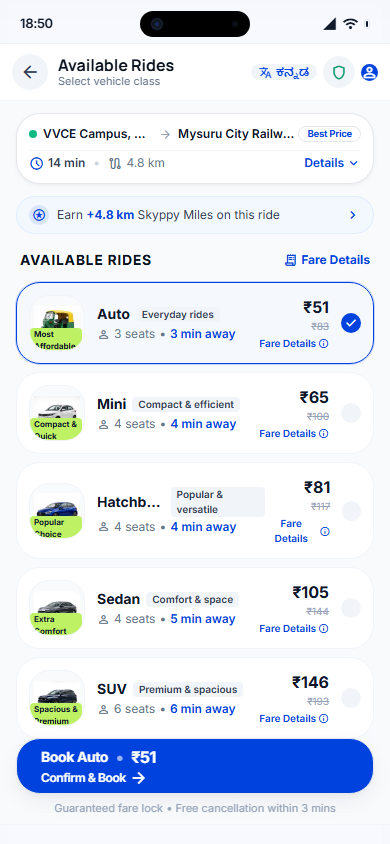 18:50
Available Rides
Select vehicle class
ಕನ್ನಡ
VVCE Campus, ... → Mysuru City Railw... Best Price
14 min • 4.8 km Details
Earn +4.8 km Skyppy Miles on this ride
AVAILABLE RIDES Fare Details
Most
Affordable
Auto Everyday rides
3 seats • 3 min away
₹51
₹83
Fare Details
Compact &
Quick
Mini Compact & efficient
4 seats • 4 min away
₹65
₹100
Fare Details
Popular
Choice
Hatchb... Popular &
versatile
4 seats • 4 min away
₹81
₹117
Fare
Details
Extra
Comfort
Sedan Comfort & space
4 seats • 5 min away
₹105
₹144
Fare Details
Spacious &
Premium
SUV Premium & spacious
6 seats • 6 min away
₹146
₹193
Fare Details
Book Auto • ₹51
Confirm & Book →
Guaranteed fare lock • Free cancellation within 3 mins